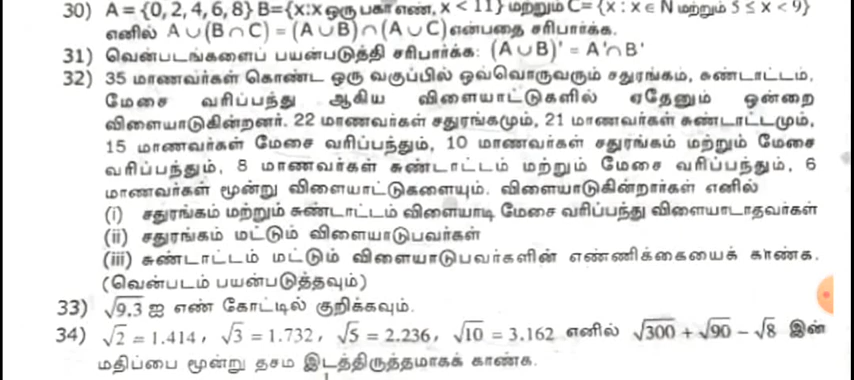 30) A = {0, 2, 4, 6, 8} B={x:x ஒரு பகா எண், x < 11} மற்றும் C= {x : x ∈ N மற்றும் 5 ≤ x < 9}
எனில் A ∪ (B ∩ C) = (A ∪ B) ∩ (A ∪ C) என்பதை சரிபார்க்க.
31) வென்படங்களைப் பயன்படுத்தி சரிபார்க்க: (A ∪ B)' = A'∩ B'
32) 35 மாணவர்கள் கொண்ட ஒரு வகுப்பில் ஒவ்வொருவரும் சதுரங்கம், சுண்டாட்டம்,
மேசை வரிப்பந்து ஆகிய விளையாட்டுகளில் ஏதேனும் ஒன்றை
விளையாடுகின்றனர். 22 மாணவர்கள் சதுரங்கமும், 21 மாணவர்கள் சுண்டாட்டமும்,
15 மாணவர்கள் மேசை வரிப்பந்தும், 10 மாணவர்கள் சதுரங்கம் மற்றும் மேசை
வரிப்பந்தும், 8 மாணவர்கள் சுண்டாட்டம் மற்றும் மேசை வரிப்பந்தும், 6
மாணவர்கள் மூன்று விளையாட்டுகளையும். விளையாடுகின்றார்கள் எனில்
(i) சதுரங்கம் மற்றும் சுண்டாட்டம் விளையாடி மேசை வரிப்பந்து விளையாடாதவர்கள்
(ii) சதுரங்கம் மட்டும் விளையாடுபவர்கள்
(iii) சுண்டாட்டம் மட்டும் விளையாடுபவர்களின் எண்ணிக்கையைக் காண்க.
(வென்படம் பயன்படுத்தவும்)
33) √9.3 ஐ எண் கோட்டில் குறிக்கவும்.
34) √2 = 1.414, √3 = 1.732, √5 = 2.236, √10 = 3.162 எனில் √300 + √90 − √8 இன்
மதிப்பை மூன்று தசம இடத்திருத்தமாகக் காண்க.